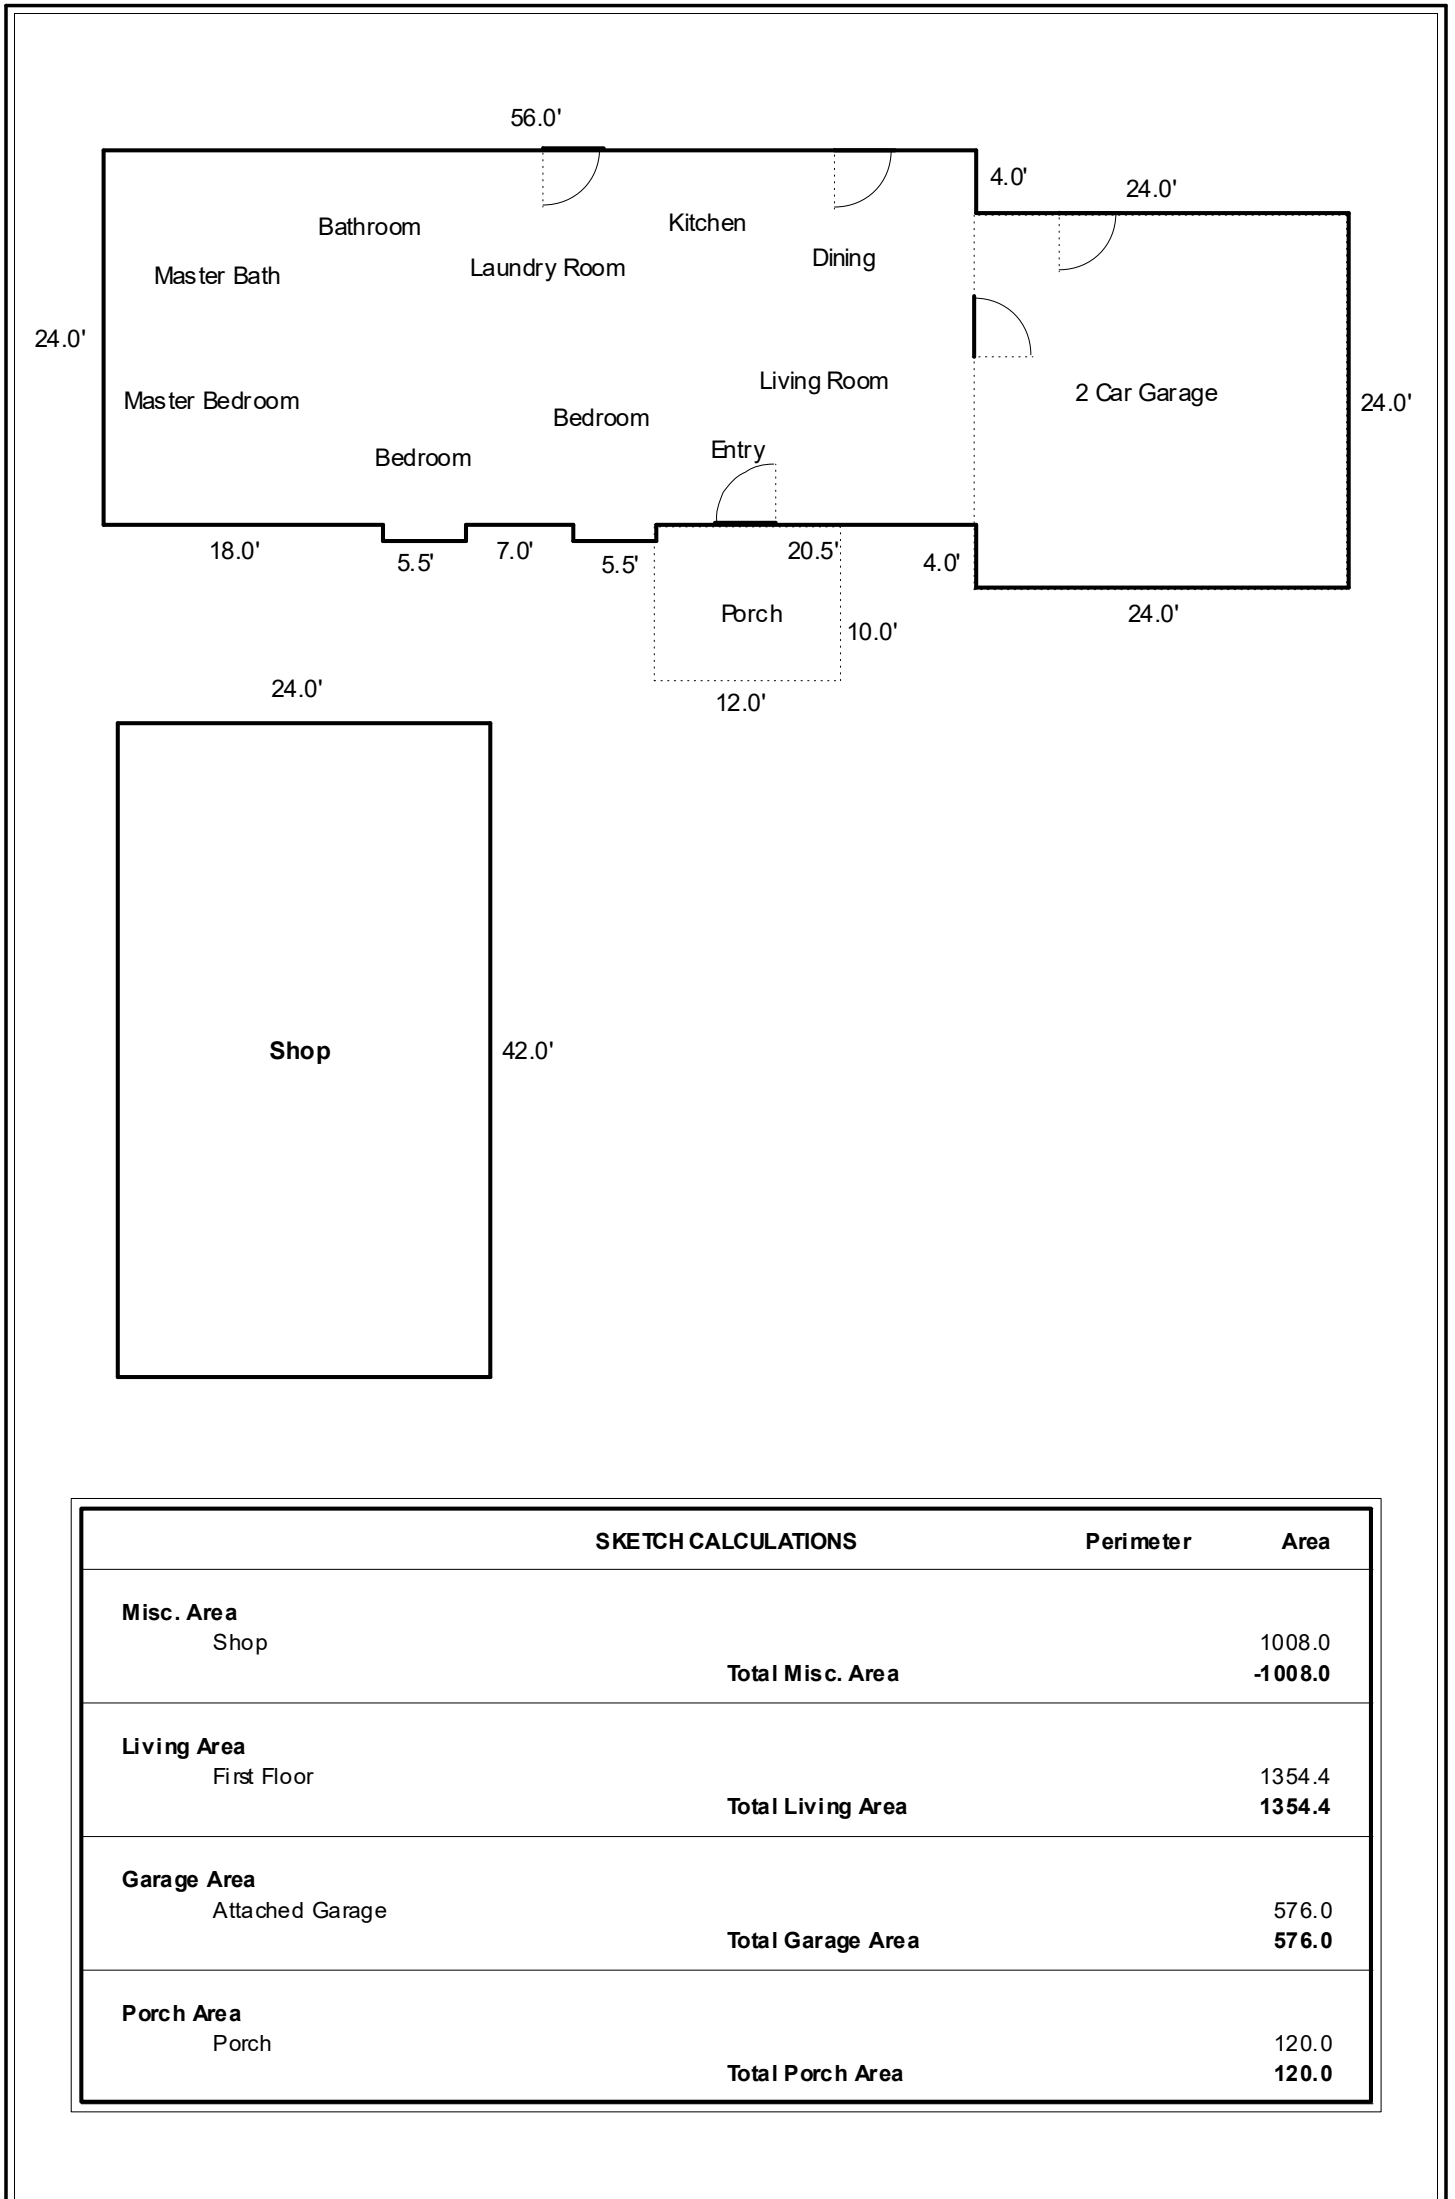 56.0'
4.0'
24.0'
Bathroom
Kitchen
Dining
Laundry Room
Master Bath
24.0'
Living Room
2 Car Garage
24.0'
Master Bedroom
Bedroom
Entry
Bedroom
18.0'
5.5'
7.0'
5.5'
20.5'
4.0'
Porch
10.0'
24.0'
12.0'
24.0'
Shop
42.0'
SKETCH CALCULATIONS Perimeter Area
Misc. Area
Shop 1008.0
Total Misc. Area -1008.0
Living Area
First Floor 1354.4
Total Living Area 1354.4
Garage Area
Attached Garage 576.0
Total Garage Area 576.0
Porch Area
Porch 120.0
Total Porch Area 120.0